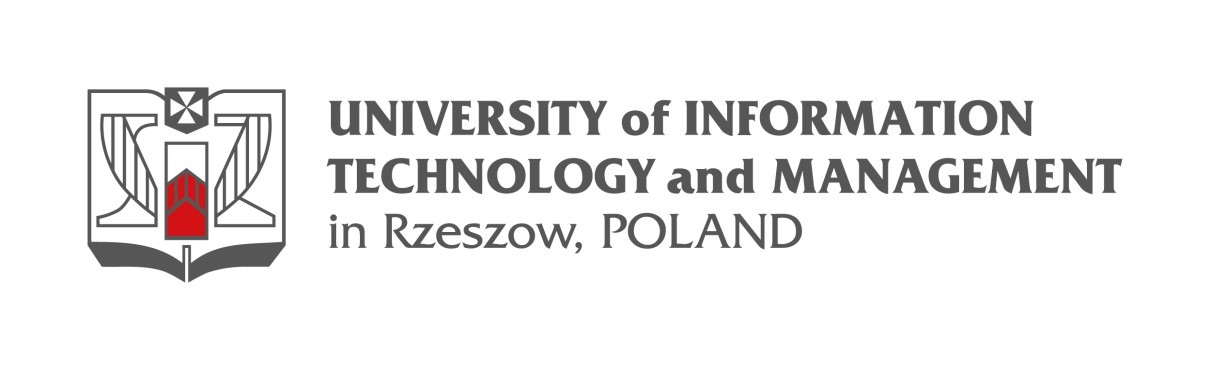 UNIVERSITY of INFORMATION
TECHNOLOGY and MANAGEMENT
in Rzeszow, POLAND